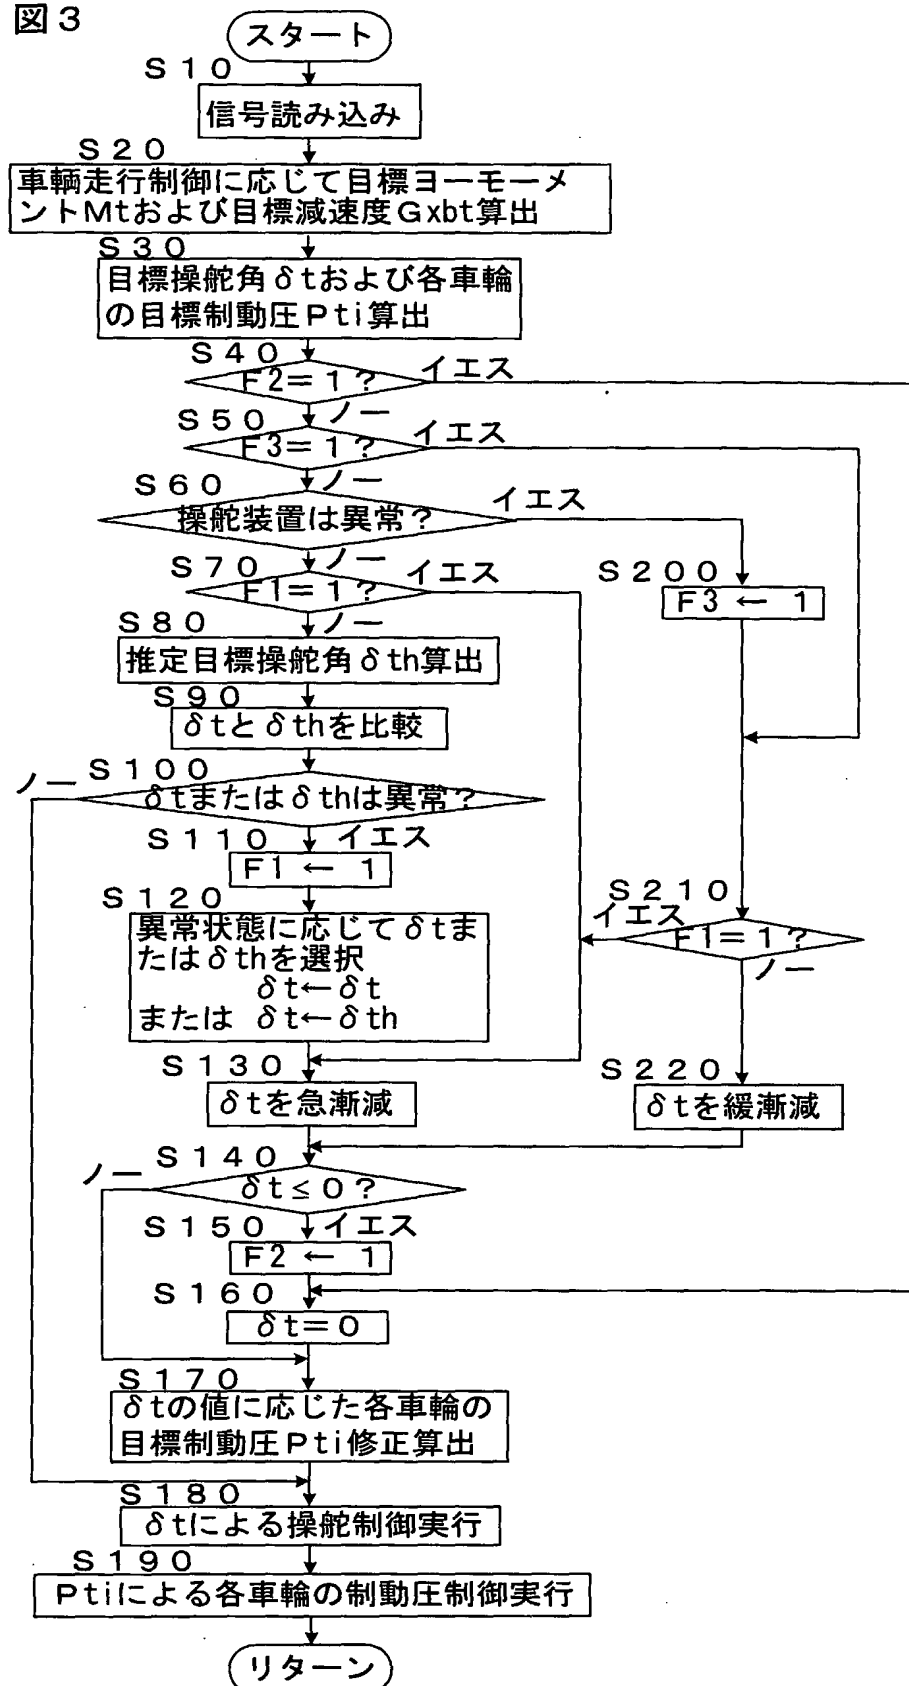 図3
スタート
S10
信号読み込み
S20
車輌走行制御に応じて目標ヨーモーメ
ントMtおよび目標減速度Gxbt算出
S30
目標操舵角δtおよび各車輪
の目標制動圧Pti算出
S40
F2=1?
イエス
ノー
S50
F3=1?
イエス
ノー
S60
操舵装置は異常?
イエス
ノー
S70
F1=1?
イエス
ノー
S200
F3 ← 1
S80
推定目標操舵角δth算出
S90
δtとδthを比較
S100
ノー
δtまたはδthは異常?
イエス
S110
F1 ← 1
S120
異常状態に応じてδtま
たはδthを選択
δt←δt
または δt←δth
S210
イエス
F1=1?
ノー
S130
δtを急漸減
S220
δtを緩漸減
S140
ノー
δt≤0?
イエス
S150
F2 ← 1
S160
δt=0
S170
δtの値に応じた各車輪の
目標制動圧Pti修正算出
S180
δtによる操舵制御実行
S190
Ptiによる各車輪の制動圧制御実行
リターン